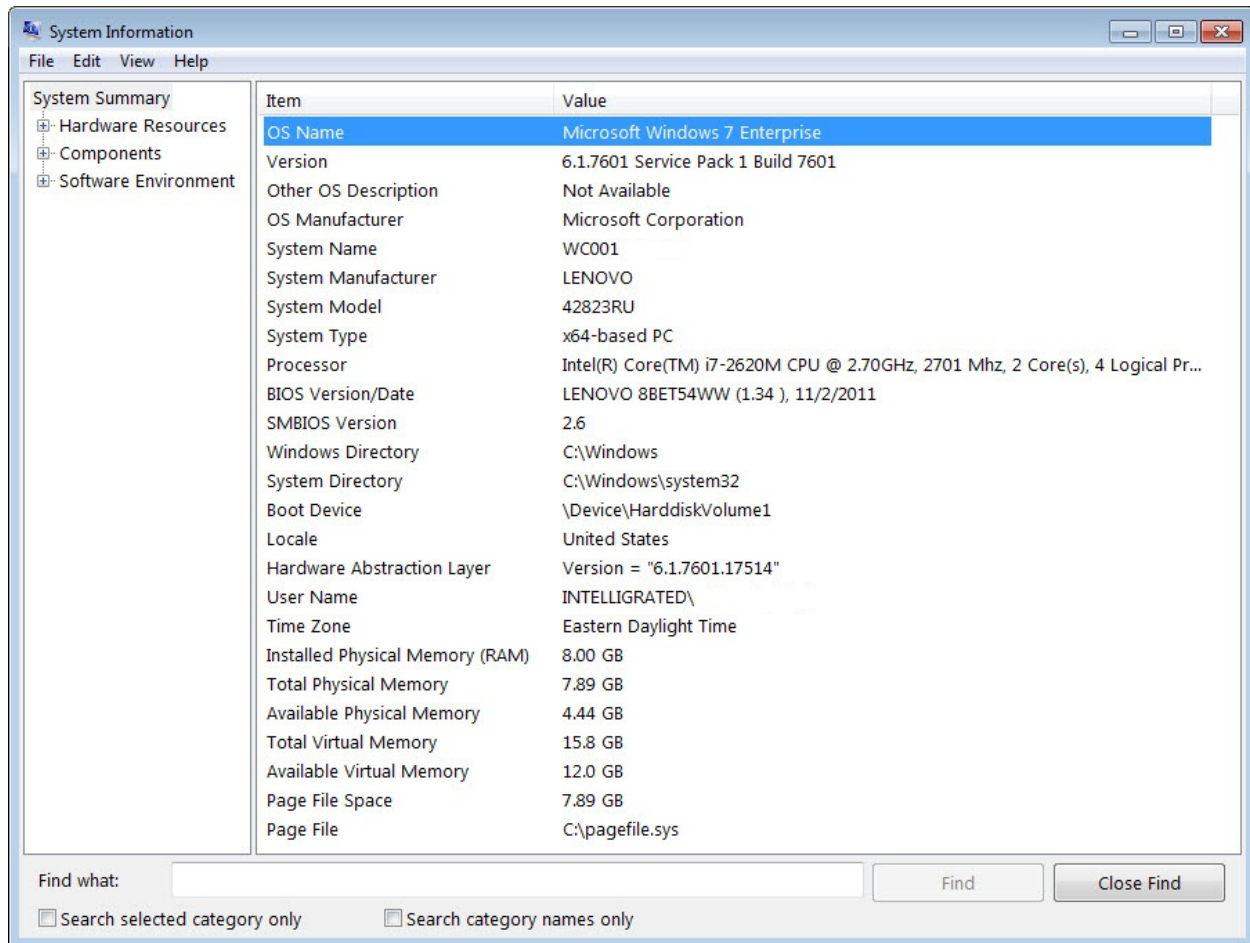 System Information
File Edit View Help
System Summary
Hardware Resources
Components
Software Environment
Item Value
OS Name Microsoft Windows 7 Enterprise
Version 6.1.7601 Service Pack 1 Build 7601
Other OS Description Not Available
OS Manufacturer Microsoft Corporation
System Name WC001
System Manufacturer LENOVO
System Model 42823RU
System Type x64-based PC
Processor Intel(R) Core(TM) i7-2620M CPU @ 2.70GHz, 2701 Mhz, 2 Core(s), 4 Logical Pr...
BIOS Version/Date LENOVO 8BET54WW (1.34 ), 11/2/2011
SMBIOS Version 2.6
Windows Directory C:\Windows
System Directory C:\Windows\system32
Boot Device \Device\HarddiskVolume1
Locale United States
Hardware Abstraction Layer Version = "6.1.7601.17514"
User Name INTELLIGRATED\
Time Zone Eastern Daylight Time
Installed Physical Memory (RAM) 8.00 GB
Total Physical Memory 7.89 GB
Available Physical Memory 4.44 GB
Total Virtual Memory 15.8 GB
Available Virtual Memory 12.0 GB
Page File Space 7.89 GB
Page File C:\pagefile.sys
Find what: Find Close Find
Search selected category only Search category names only